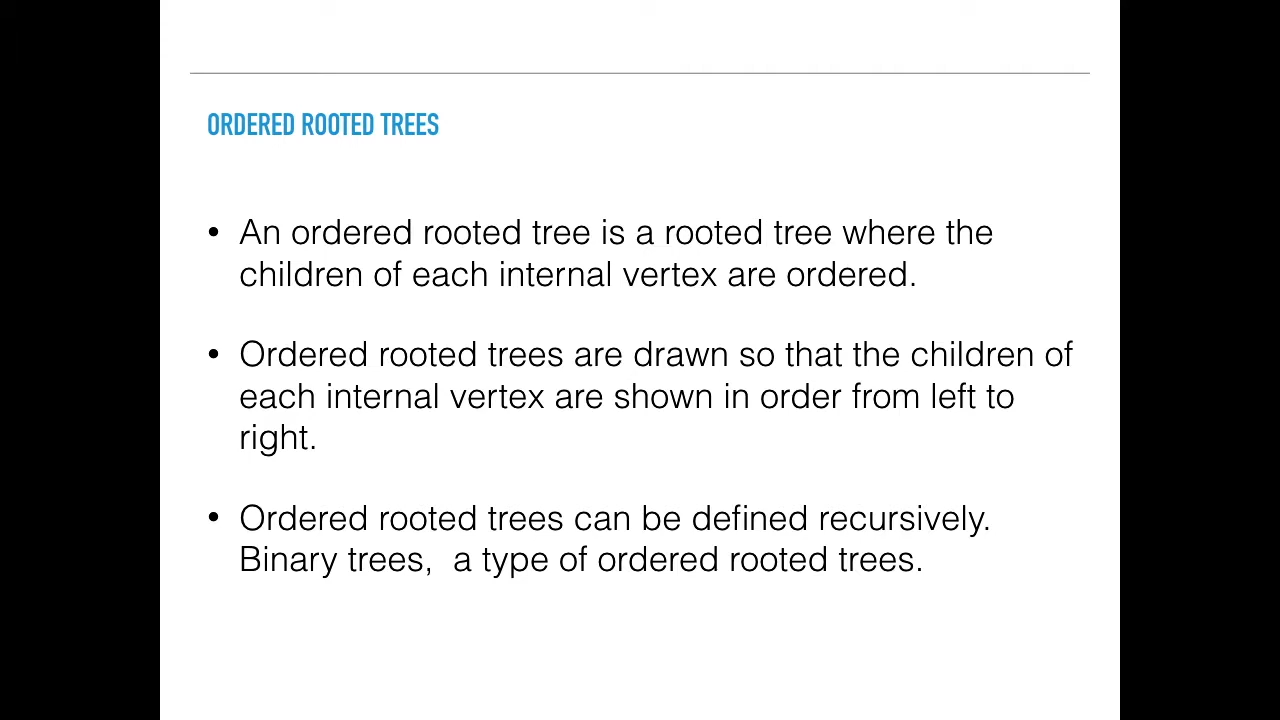 ORDERED ROOTED TREES
• An ordered rooted tree is a rooted tree where the
children of each internal vertex are ordered.
• Ordered rooted trees are drawn so that the children of
each internal vertex are shown in order from left to
right.
• Ordered rooted trees can be defined recursively.
Binary trees,  a type of ordered rooted trees.